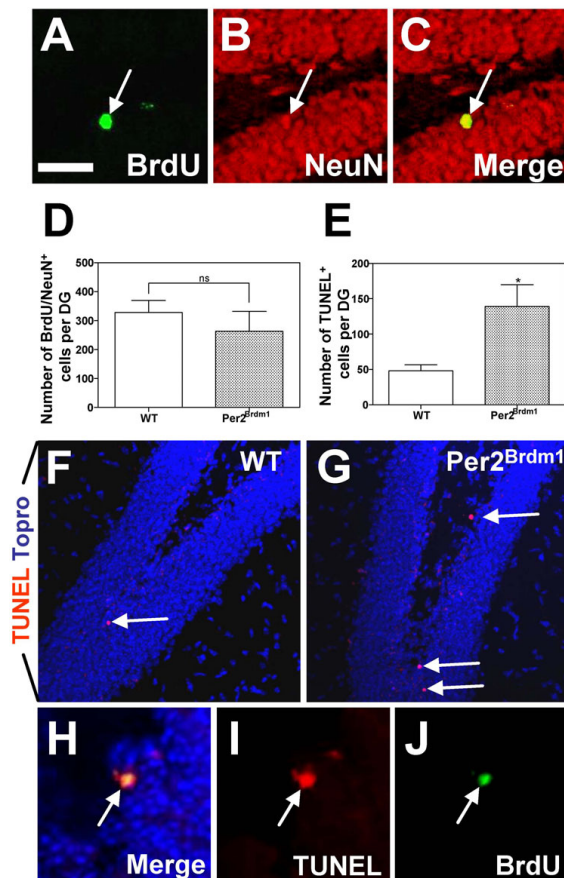 A
BrdU
B
NeuN
C
Merge
D
Number of BrdU/NeuN⁺
cells per DG
500
400
300
200
100
0
ns
WT
Per2ᴮʳᵈᵐ¹
E
Number of TUNEL⁺
cells per DG
200
150
100
50
0
*
WT
Per2ᴮʳᵈᵐ¹
TUNEL Topro
F
WT
G
Per2ᴮʳᵈᵐ¹
H
Merge
I
TUNEL
J
BrdU